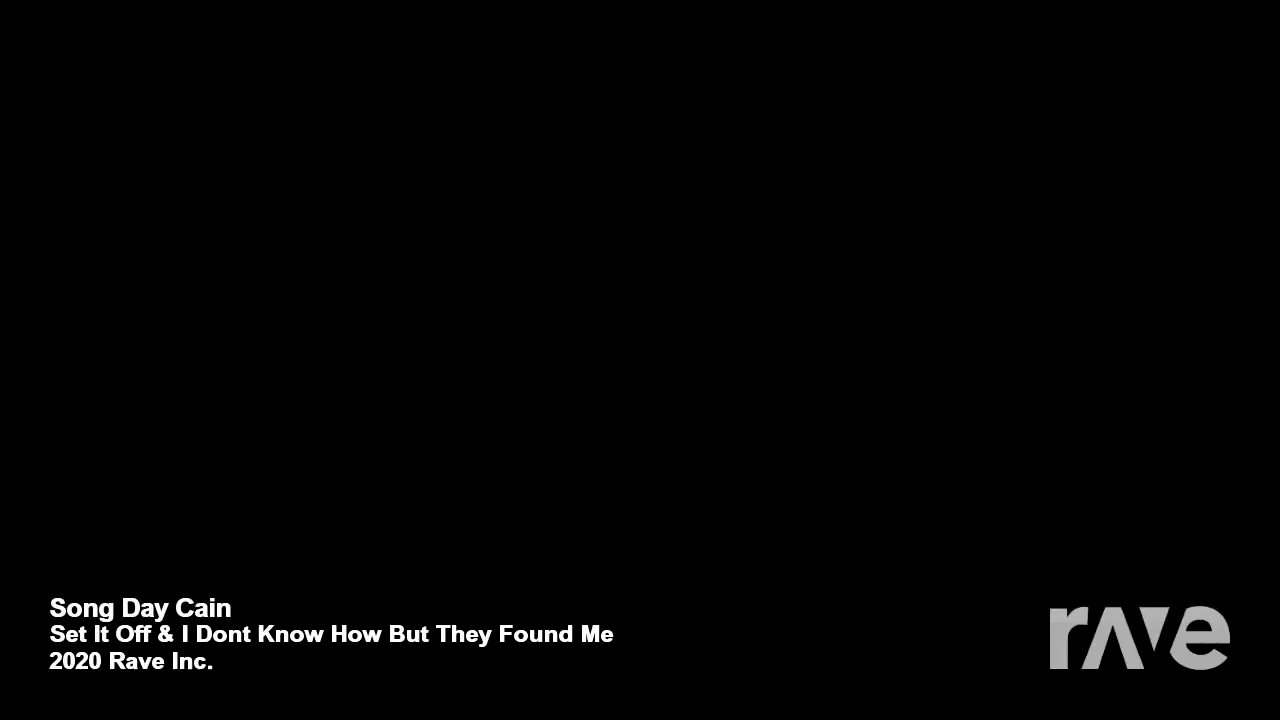 Song Day Cain
Set It Off & I Dont Know How But They Found Me
2020 Rave Inc.
rave